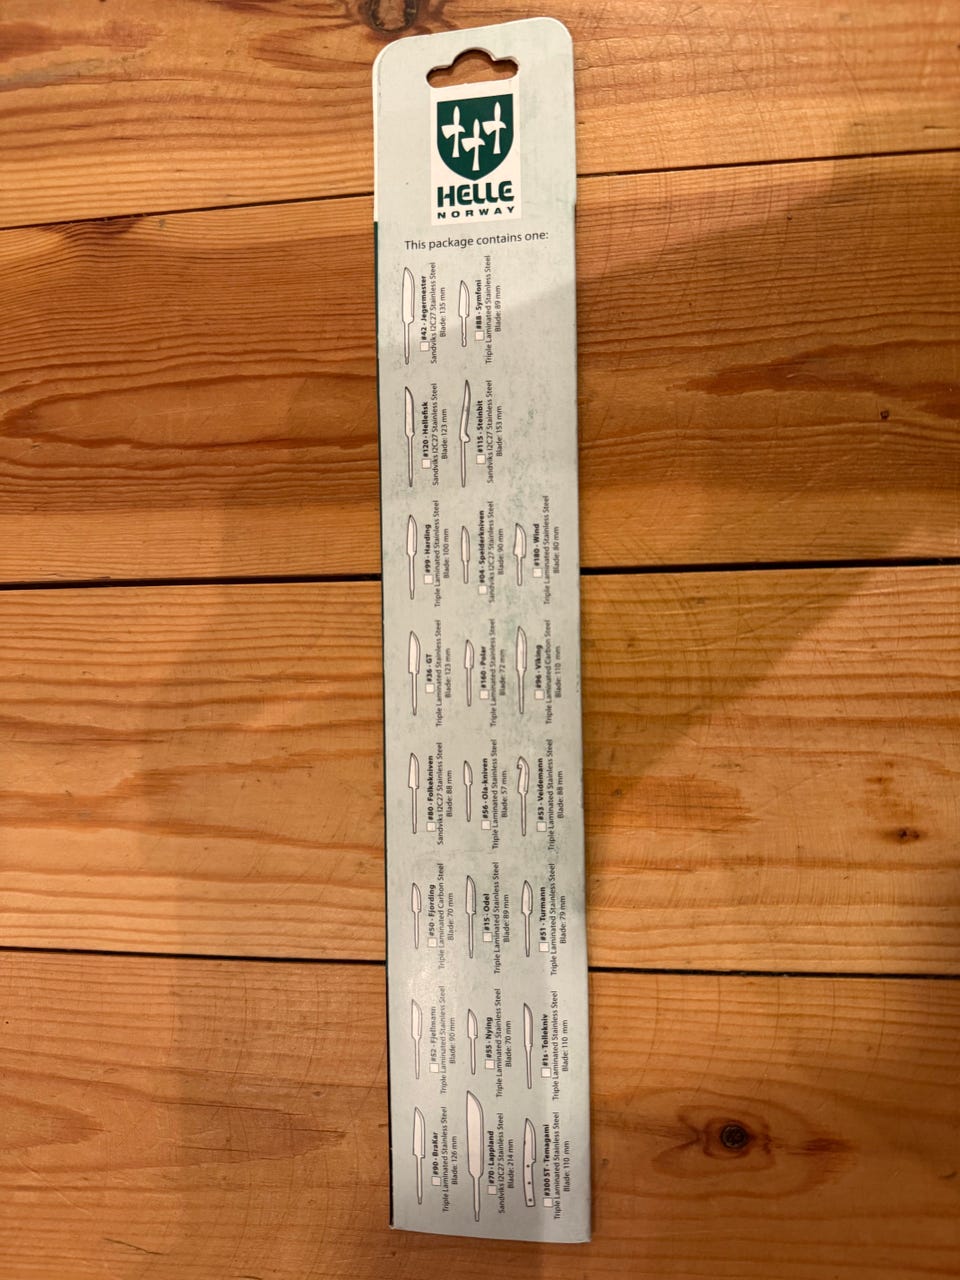 HELLE
NORWAY
This package contains one:
#90 - BraKar
Triple Laminated Stainless Steel
Blade: 126 mm
#52 - Fjellmann
Triple Laminated Stainless Steel
Blade: 90 mm
#50 - Fjording
Triple Laminated Carbon Steel
Blade: 70 mm
#80 - Folkekniven
Sandviks 12C27 Stainless Steel
Blade: 88 mm
#36 - GT
Triple Laminated Stainless Steel
Blade: 123 mm
#99 - Harding
Triple Laminated Stainless Steel
Blade: 100 mm
#120 - Hellefisk
Sandviks 12C27 Stainless Steel
Blade: 123 mm
#42 - Jegermester
Sandviks 12C27 Stainless Steel
Blade: 135 mm
#70 - Lappland
Sandviks 12C27 Stainless Steel
Blade: 214 mm
#55 - Nying
Triple Laminated Stainless Steel
Blade: 70 mm
#15 - Odel
Triple Laminated Stainless Steel
Blade: 89 mm
#56 - Ola-kniven
Triple Laminated Stainless Steel
Blade: 57 mm
#160 - Polar
Triple Laminated Stainless Steel
Blade: 72 mm
#04 - Speiderkniven
Sandviks 12C27 Stainless Steel
Blade: 90 mm
#115 - Steinbit
Sandviks 12C27 Stainless Steel
Blade: 153 mm
#88 - Symfoni
Triple Laminated Stainless Steel
Blade: 89 mm
#300 ST - Temagami
Triple Laminated Stainless Steel
Blade: 110 mm
#1s - Tollekniv
Triple Laminated Stainless Steel
Blade: 110 mm
#51 - Turmann
Triple Laminated Stainless Steel
Blade: 79 mm
#53 - Veidemann
Triple Laminated Stainless Steel
Blade: 88 mm
#96 - Viking
Triple Laminated Carbon Steel
Blade: 110 mm
#180 - Wind
Triple Laminated Stainless Steel
Blade: 80 mm